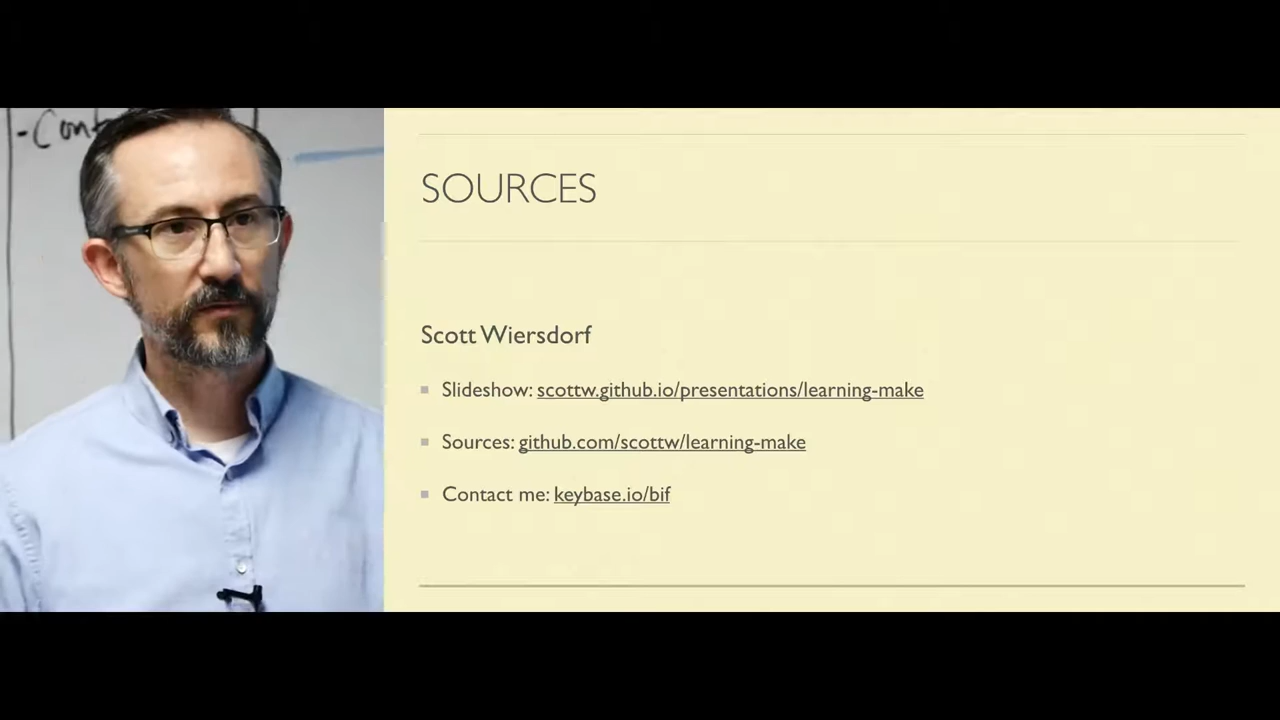 -Cont
SOURCES
Scott Wiersdorf
Slideshow: scottw.github.io/presentations/learning-make
Sources: github.com/scottw/learning-make
Contact me: keybase.io/bif